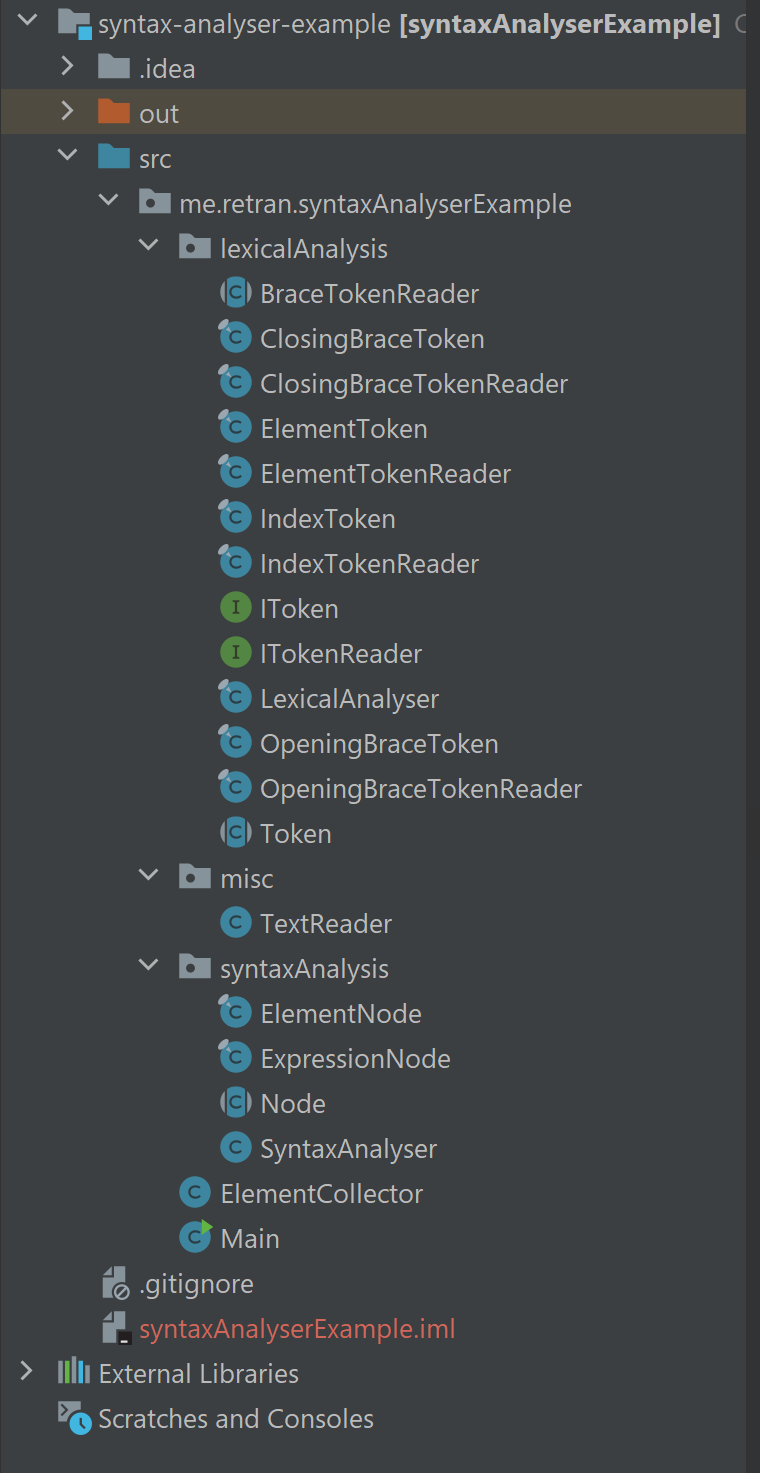 syntax-analyser-example [syntaxAnalyserExample]
.idea
out
src
me.retran.syntaxAnalyserExample
lexicalAnalysis
BraceTokenReader
ClosingBraceToken
ClosingBraceTokenReader
ElementToken
ElementTokenReader
IndexToken
IndexTokenReader
IToken
ITokenReader
LexicalAnalyser
OpeningBraceToken
OpeningBraceTokenReader
Token
misc
TextReader
syntaxAnalysis
ElementNode
ExpressionNode
Node
SyntaxAnalyser
ElementCollector
Main
.gitignore
syntaxAnalyserExample.iml
External Libraries
Scratches and Consoles